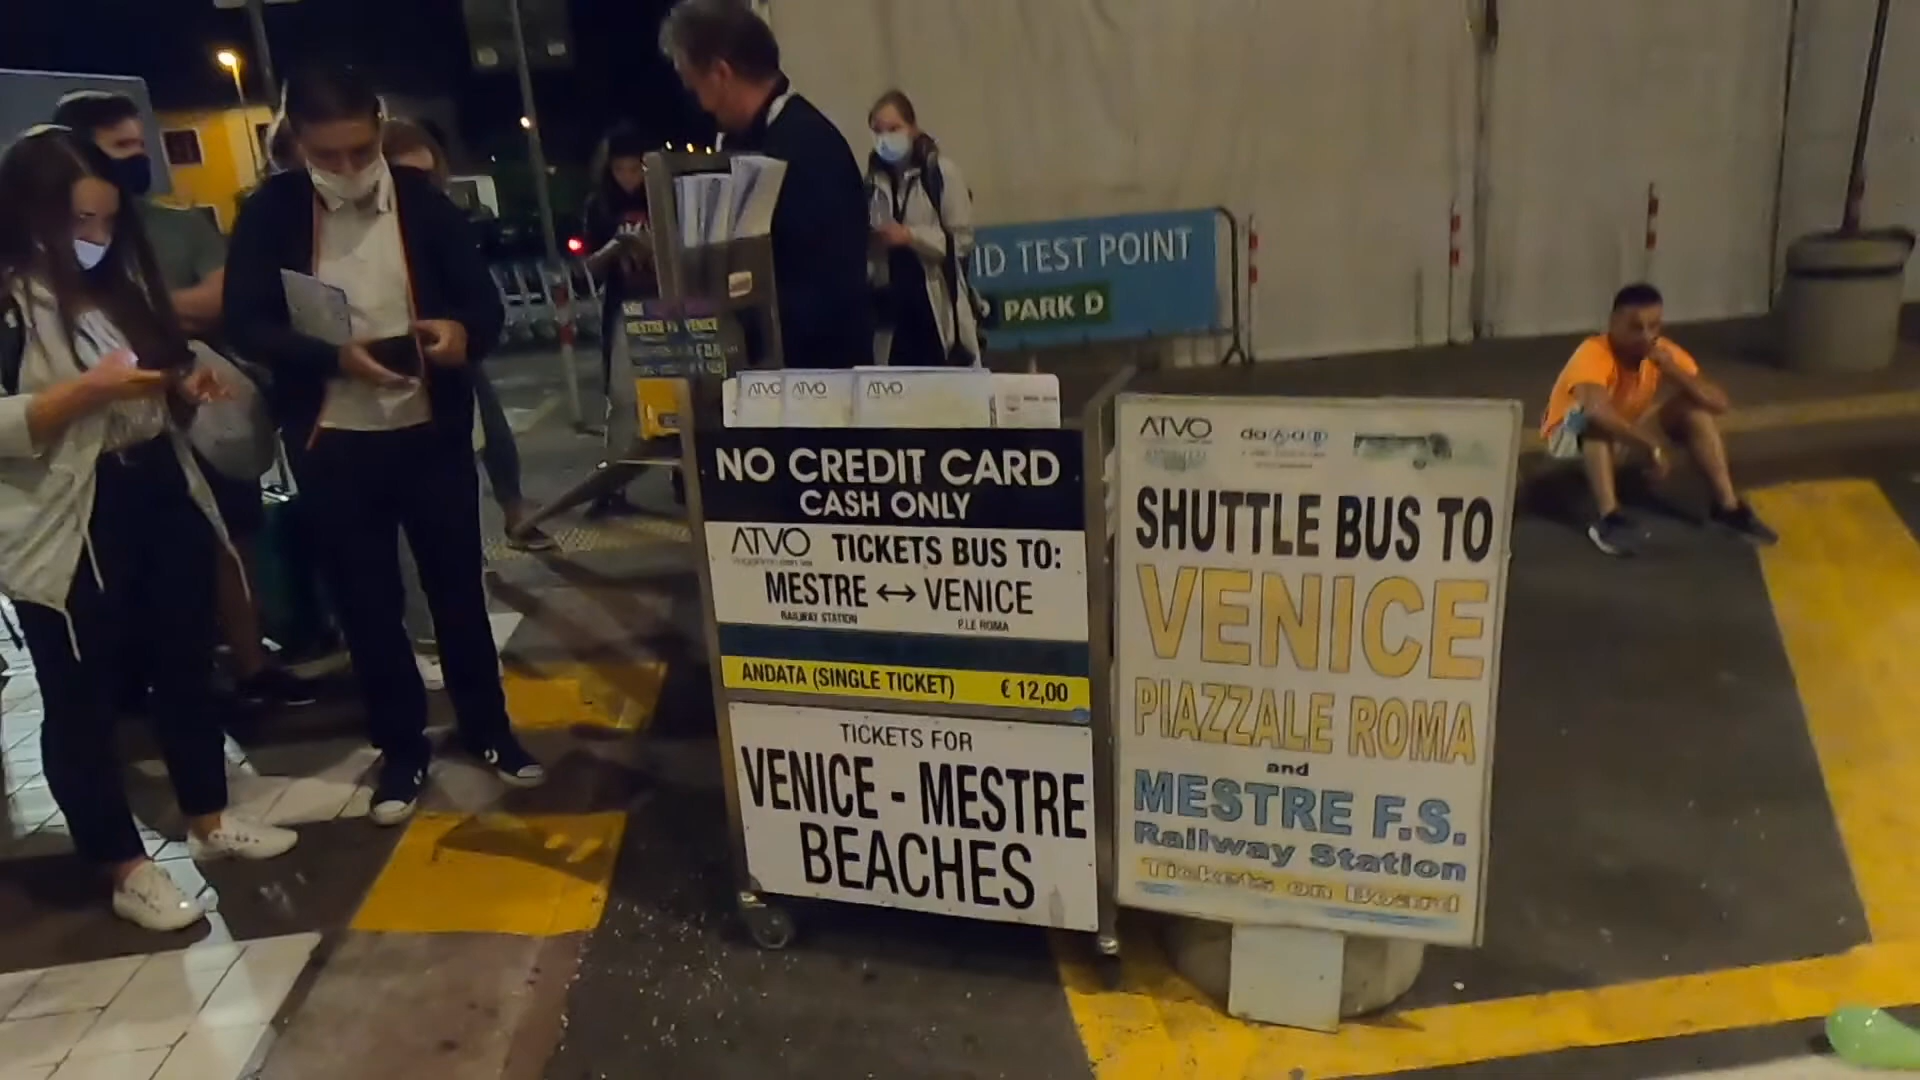 ID TEST POINT
PARK D
MESTRE
VENICE
ATVO
ATVO
ATVO
NO CREDIT CARD
CASH ONLY
ATVO TICKETS BUS TO:
MESTRE ↔ VENICE
RAILWAY STATION P.LE ROMA
ANDATA (SINGLE TICKET) € 12,00
TICKETS FOR
VENICE - MESTRE
BEACHES
ATVO
SHUTTLE BUS TO
VENICE
PIAZZALE ROMA
and
MESTRE F.S.
Railway Station
Tickets on Board